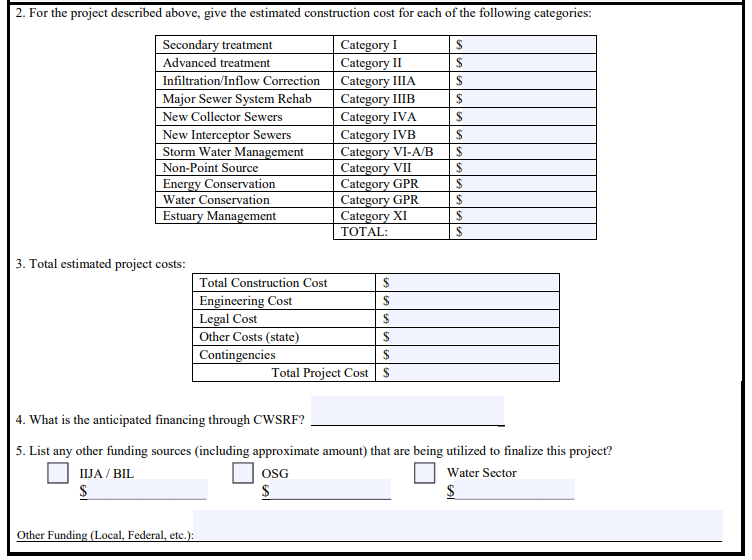 2. For the project described above, give the estimated construction cost for each of the following categories:
Secondary treatment Category I $
Advanced treatment Category II $
Infiltration/Inflow Correction Category IIIA $
Major Sewer System Rehab Category IIIB $
New Collector Sewers Category IVA $
New Interceptor Sewers Category IVB $
Storm Water Management Category VI-A/B $
Non-Point Source Category VII $
Energy Conservation Category GPR $
Water Conservation Category GPR $
Estuary Management Category XI $
TOTAL: $
3. Total estimated project costs:
Total Construction Cost $
Engineering Cost $
Legal Cost $
Other Costs (state) $
Contingencies $
Total Project Cost $
4. What is the anticipated financing through CWSRF?
5. List any other funding sources (including approximate amount) that are being utilized to finalize this project?
IIJA / BIL OSG Water Sector
$ $ $
Other Funding (Local, Federal, etc.):